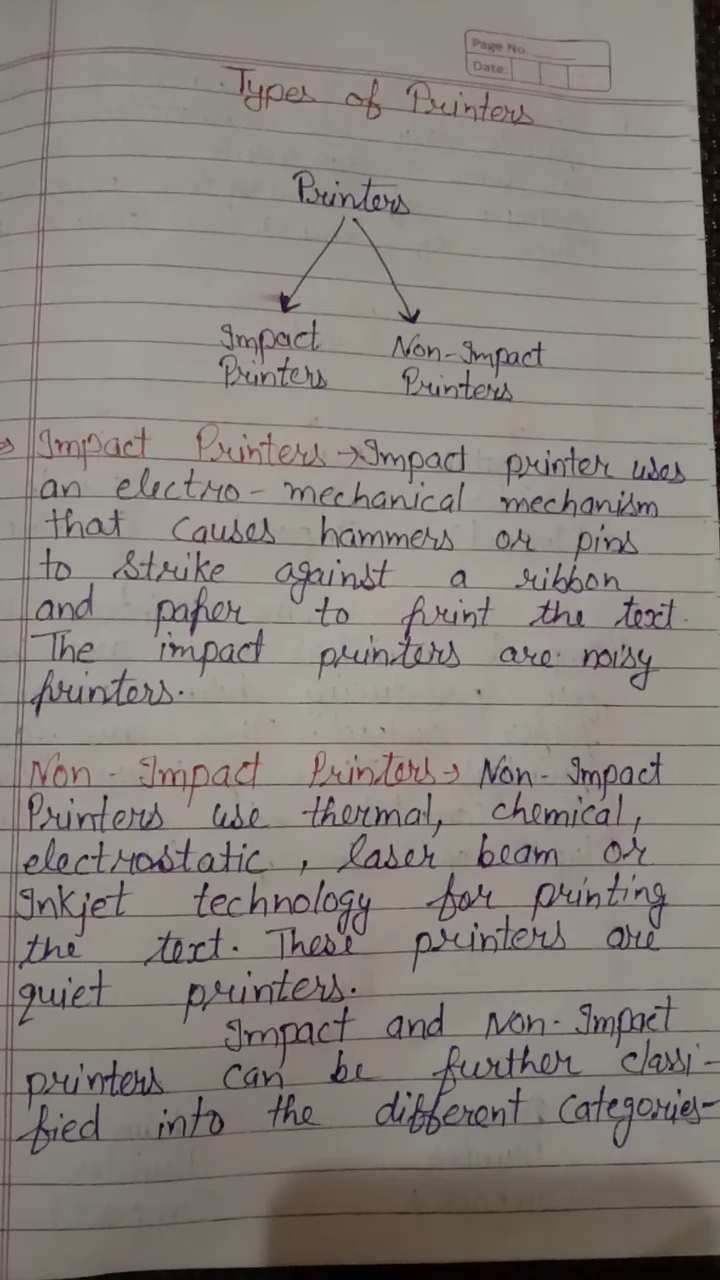 Page No.
Date:
Types of Printers
Printers
Impact Non-Impact
Printers Printers
Impact Printers → Impact printer uses
an electro-mechanical mechanism
that causes hammers or pins
to strike against a ribbon
and paper to print the text.
The impact printers are noisy
printers.
Non-Impact Printers → Non-Impact
Printers use thermal, chemical,
electrostatic, laser beam or
Inkjet technology for printing
the text. These printers are
quiet printers.
Impact and Non-Impact
printers can be further classi-
fied into the different categories-